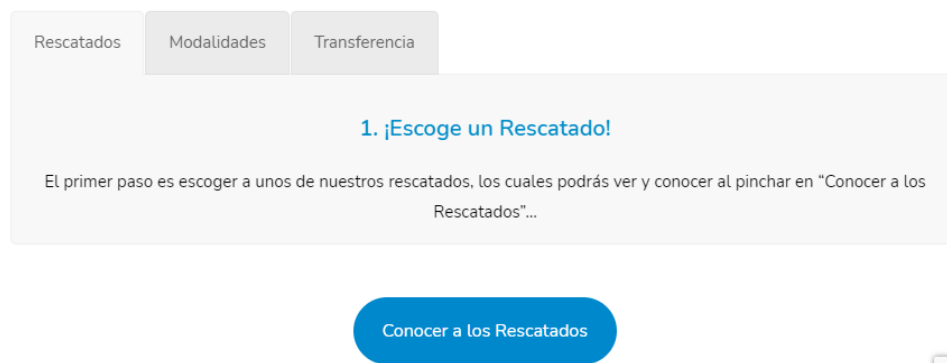 Rescatados
Modalidades
Transferencia
1. ¡Escoge un Rescatado!
El primer paso es escoger a unos de nuestros rescatados, los cuales podrás ver y conocer al pinchar en “Conocer a los
Rescatados”...
Conocer a los Rescatados